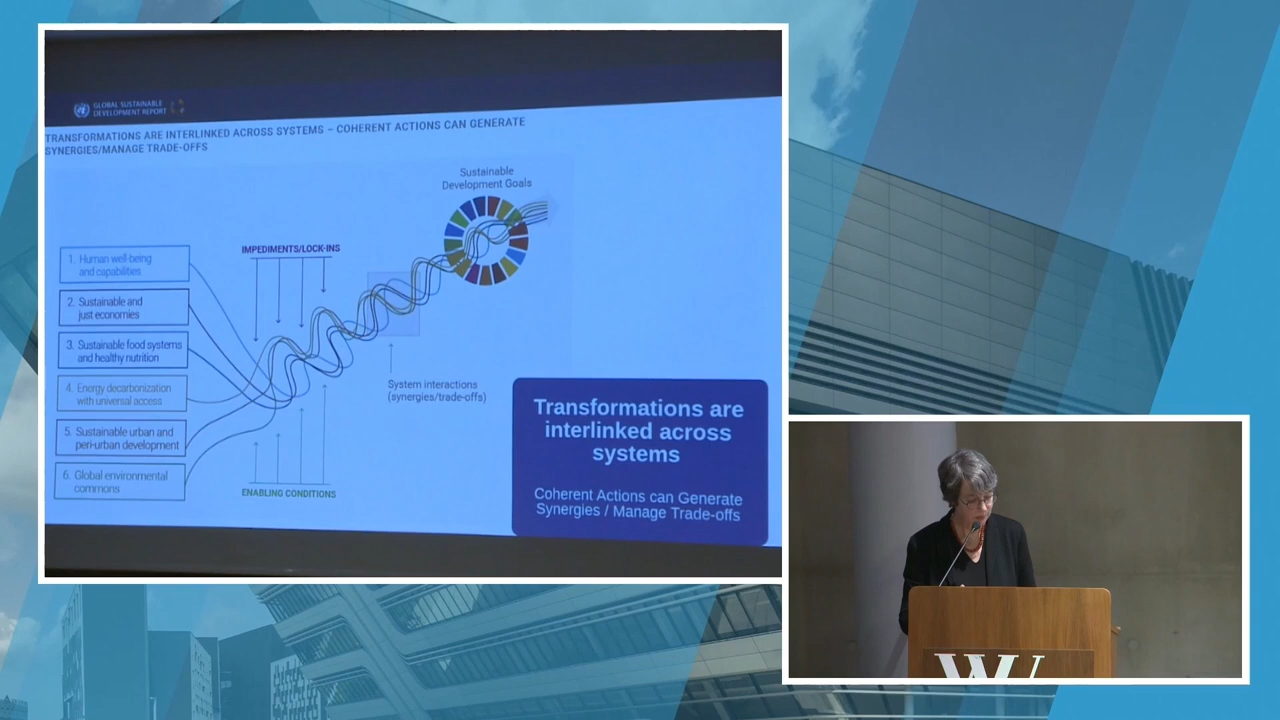 GLOBAL SUSTAINABLE
DEVELOPMENT REPORT
TRANSFORMATIONS ARE INTERLINKED ACROSS SYSTEMS – COHERENT ACTIONS CAN GENERATE
SYNERGIES/MANAGE TRADE-OFFS
Sustainable
Development Goals
IMPEDIMENTS/LOCK-INS
1. Human well-being
and capabilities
2. Sustainable and
just economies
3. Sustainable food systems
and healthy nutrition
4. Energy decarbonization
with universal access
5. Sustainable urban and
peri-urban development
6. Global environmental
commons
System interactions
(synergies/trade-offs)
ENABLING CONDITIONS
Transformations are
interlinked across
systems
Coherent Actions can Generate
Synergies / Manage Trade-offs
WU